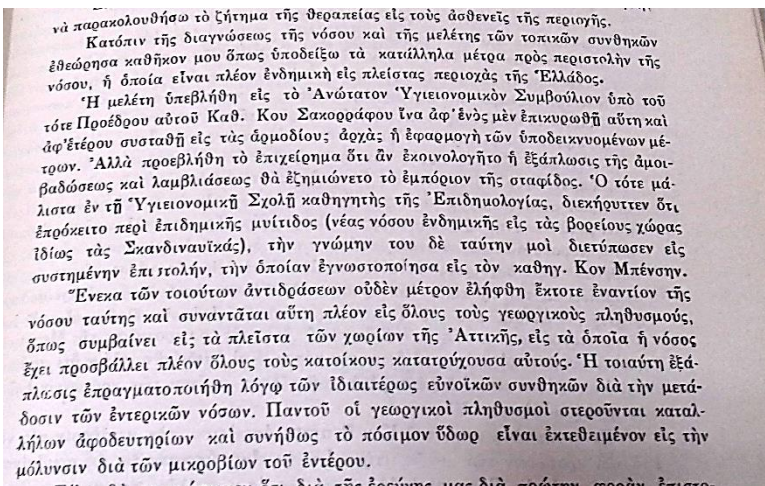 νὰ παρακολουθήσω τὸ ζήτημα τῆς θεραπείας εἰς τοὺς ἀσθενεῖς τῆς περιοχῆς.
Κατόπιν τῆς διαγνώσεως τῆς νόσου καὶ τῆς μελέτης τῶν τοπικῶν συνθηκῶν
ἐθεώρησα καθῆκον μου ὅπως ὑποδείξω τὰ κατάλληλα μέτρα πρὸς περιστολὴν τῆς
νόσου, ἡ ὁποία εἶναι πλέον ἐνδημικὴ εἰς πλείστας περιοχὰς τῆς Ἑλλάδος.
Ἡ μελέτη ὑπεβλήθη εἰς τὸ Ἀνώτατον Ὑγιειονομικὸν Συμβούλιον ὑπὸ τοῦ
τότε Προέδρου αὐτοῦ Καθ. Κου Σακορράφου ἵνα ἀφ' ἑνὸς μὲν ἐπικυρωθῇ αὕτη καὶ
ἀφ' ἑτέρου συσταθῇ εἰς τὰς ἁρμοδίου; ἀρχὰς ἡ ἐφαρμογὴ τῶν ὑποδεικνυομένων μέ-
τρων. Ἀλλὰ προεβλήθη τὸ ἐπιχείρημα ὅτι ἂν ἐκοινολογῆτο ἡ ἐξάπλωσις τῆς ἀμοι-
βαδώσεως καὶ λαμβλιάσεως θὰ ἐζημιώνετο τὸ ἐμπόριον τῆς σταφίδος. Ὁ τότε μά-
λιστα ἐν τῇ Ὑγιειονομικῇ Σχολῇ καθηγητὴς τῆς Ἐπιδημολογίας, διεκήρυττεν ὅτι
ἐπρόκειτο περὶ ἐπιδημικῆς μυίτιδος (νέας νόσου ἐνδημικῆς εἰς τὰς βορείους χώρας
ἰδίως τὰς Σκανδιναυϊκάς), τὴν γνώμην του δὲ ταύτην μοὶ διετύπωσεν εἰς
συστημένην ἐπιστολήν, τὴν ὁποίαν ἐγνωστοποίησα εἰς τὸν καθηγ. Κον Μπένσην.
Ἕνεκα τῶν τοιούτων ἀντιδράσεων οὐδὲν μέτρον ἐλήφθη ἔκτοτε ἐναντίον τῆς
νόσου ταύτης καὶ συναντᾶται αὕτη πλέον εἰς ὅλους τοὺς γεωργικοὺς πληθυσμούς,
ὅπως συμβαίνει εἰ; τὰ πλεῖστα τῶν χωρίων τῆς Ἀττικῆς, εἰς τὰ ὁποῖα ἡ νόσος
ἔχει προσβάλλει πλέον ὅλους τοὺς κατοίκους κατατρύχουσα αὐτούς. Ἡ τοιαύτη ἐξά-
πλωσις ἐπραγματοποιήθη λόγῳ τῶν ἰδιαιτέρως εὐνοϊκῶν συνθηκῶν διὰ τὴν μετά-
δοσιν τῶν ἐντερικῶν νόσων. Παντοῦ οἱ γεωργικοὶ πληθυσμοὶ στεροῦνται καταλ-
λήλων ἀφοδευτηρίων καὶ συνήθως τὸ πόσιμον ὕδωρ εἶναι ἐκτεθειμένον εἰς τὴν
μόλυνσιν διὰ τῶν μικροβίων τοῦ ἐντέρου.